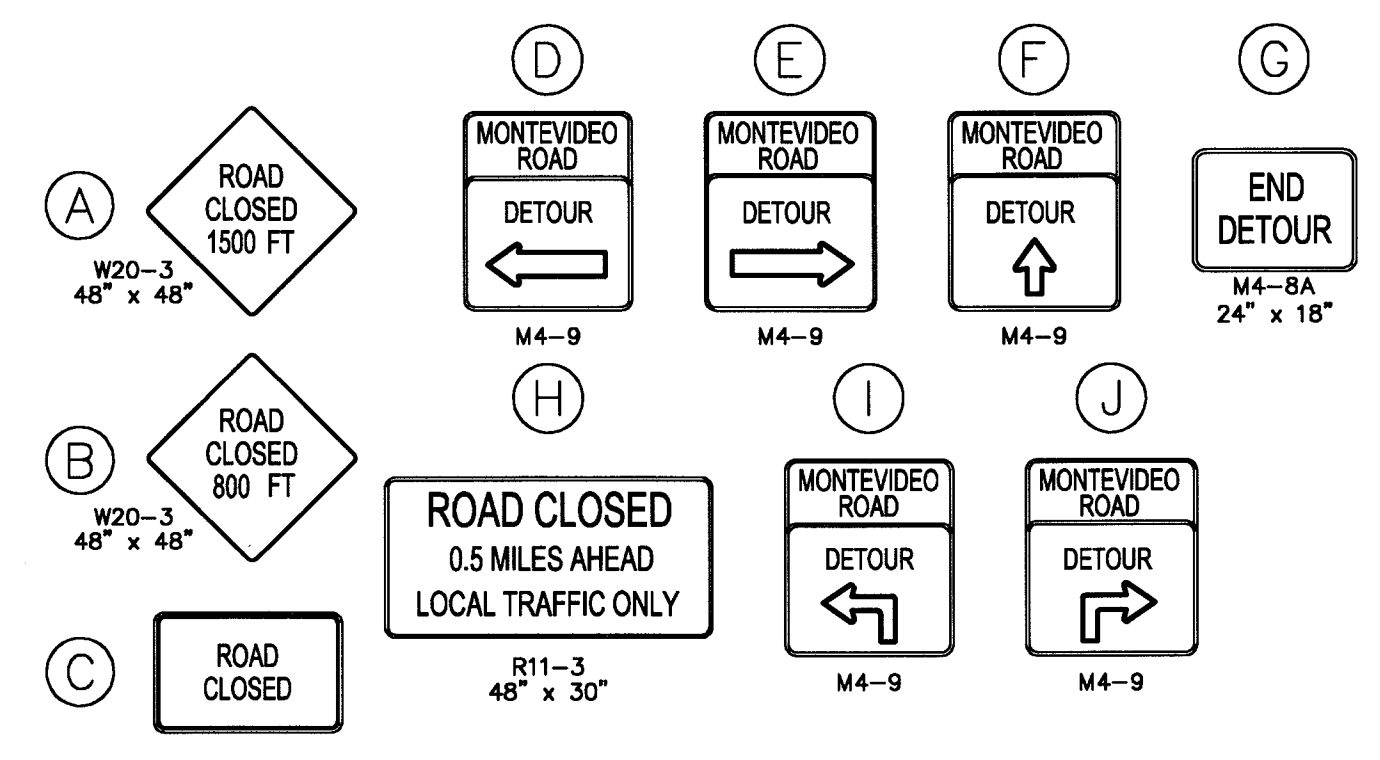 A
ROAD
CLOSED
1500 FT
W20-3
48" x 48"
B
ROAD
CLOSED
800 FT
W20-3
48" x 48"
C
ROAD
CLOSED
D
MONTEVIDEO
ROAD
DETOUR
M4-9
E
MONTEVIDEO
ROAD
DETOUR
M4-9
F
MONTEVIDEO
ROAD
DETOUR
M4-9
G
END
DETOUR
M4-8A
24" x 18"
H
ROAD CLOSED
0.5 MILES AHEAD
LOCAL TRAFFIC ONLY
R11-3
48" x 30"
I
MONTEVIDEO
ROAD
DETOUR
M4-9
J
MONTEVIDEO
ROAD
DETOUR
M4-9